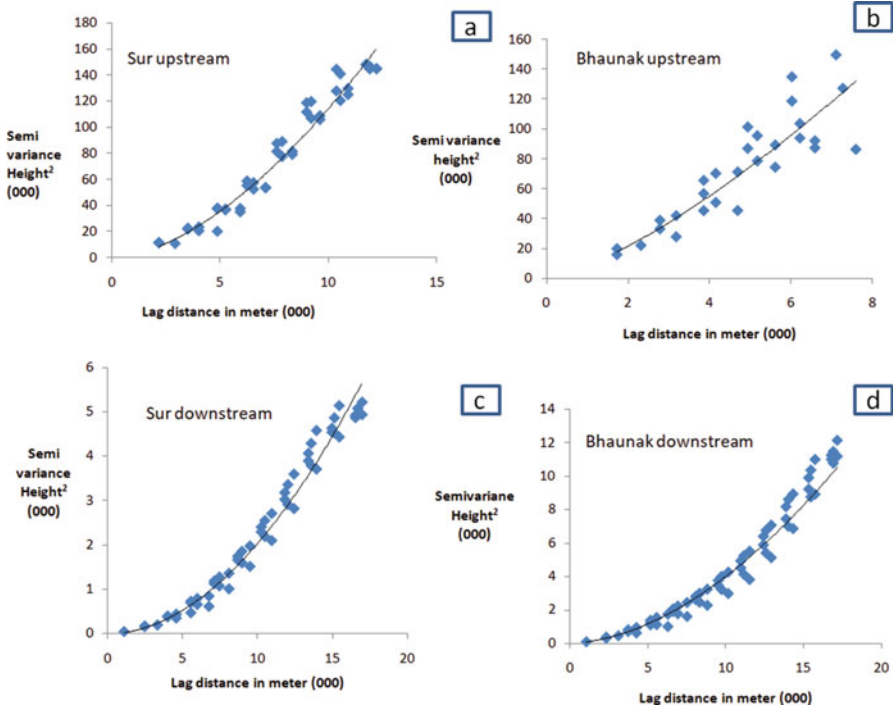 a
Sur upstream
Semi
variance
Height²
(000)
180
160
140
120
100
80
60
40
20
0
0 5 10 15
Lag distance in meter (000)
b
Bhaunak upstream
Semi variance
height²
(000)
160
140
120
100
80
60
40
20
0
0 2 4 6 8
Lag distance in meter (000)
c
Sur downstream
Semi
variance
Height²
(000)
6
5
4
3
2
1
0
0 5 10 15 20
Lag distance in meter (000)
d
Bhaunak downstream
Semivariane
Height²
(000)
14
12
10
8
6
4
2
0
0 5 10 15 20
Lag distance in meter (000)